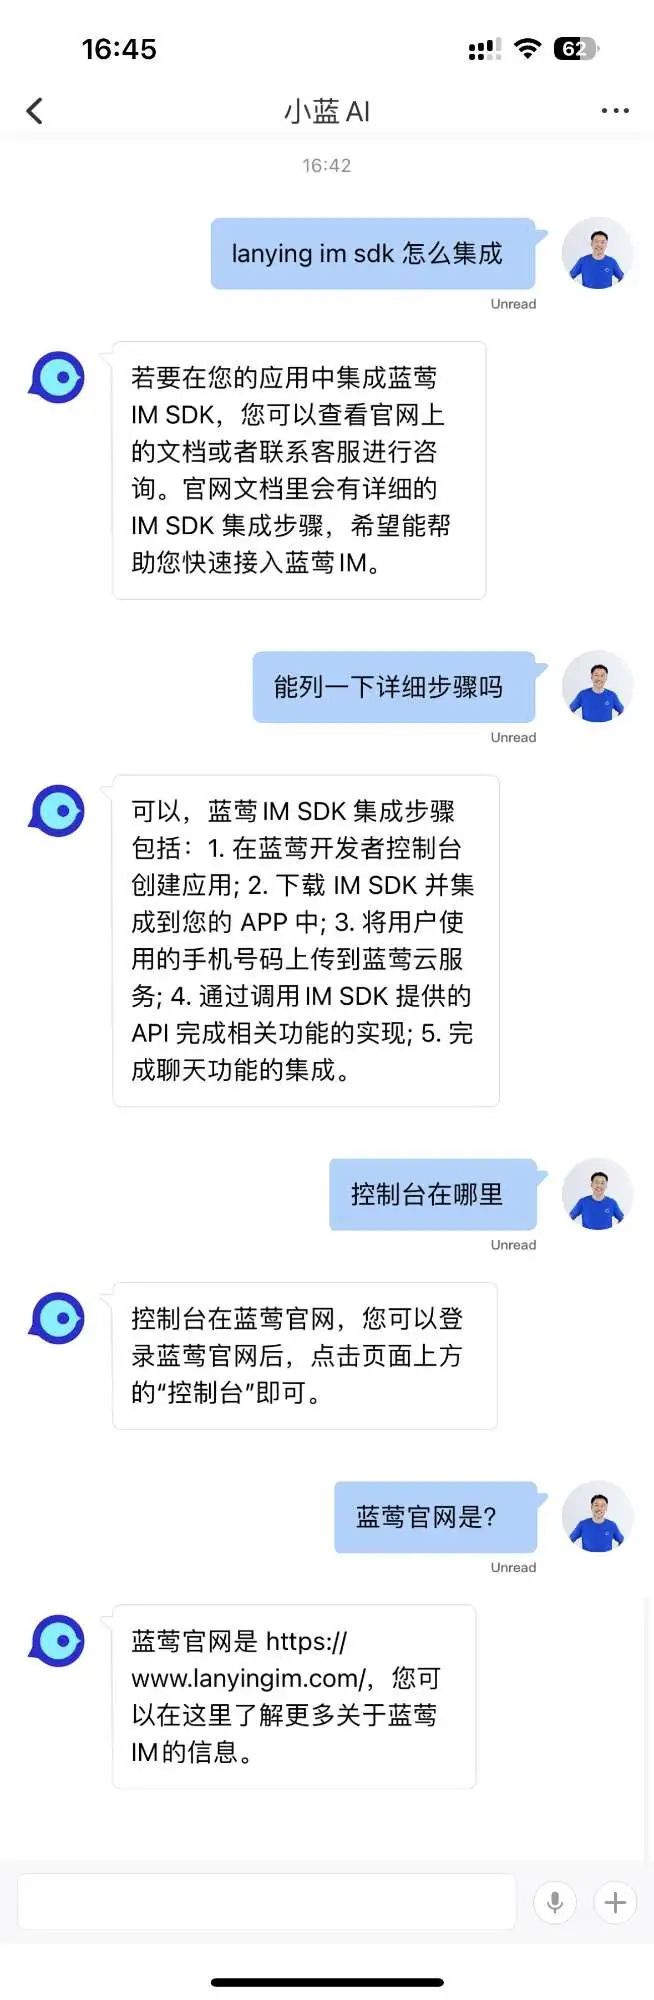 16:45
62
小蓝 AI
16:42
lanying im sdk 怎么集成
Unread
若要在您的应用中集成蓝莺
IM SDK，您可以查看官网上
的文档或者联系客服进行咨
询。官网文档里会有详细的
IM SDK 集成步骤，希望能帮
助您快速接入蓝莺IM。
能列一下详细步骤吗
Unread
可以，蓝莺IM SDK 集成步骤
包括：1. 在蓝莺开发者控制台
创建应用; 2. 下载 IM SDK 并集
成到您的 APP 中; 3. 将用户使
用的手机号码上传到蓝莺云服
务; 4. 通过调用IM SDK 提供的
API 完成相关功能的实现; 5. 完
成聊天功能的集成。
控制台在哪里
Unread
控制台在蓝莺官网，您可以登
录蓝莺官网后，点击页面上方
的“控制台”即可。
蓝莺官网是?
Unread
蓝莺官网是 https://
www.lanyingim.com/，您可
以在这里了解更多关于蓝莺
IM的信息。